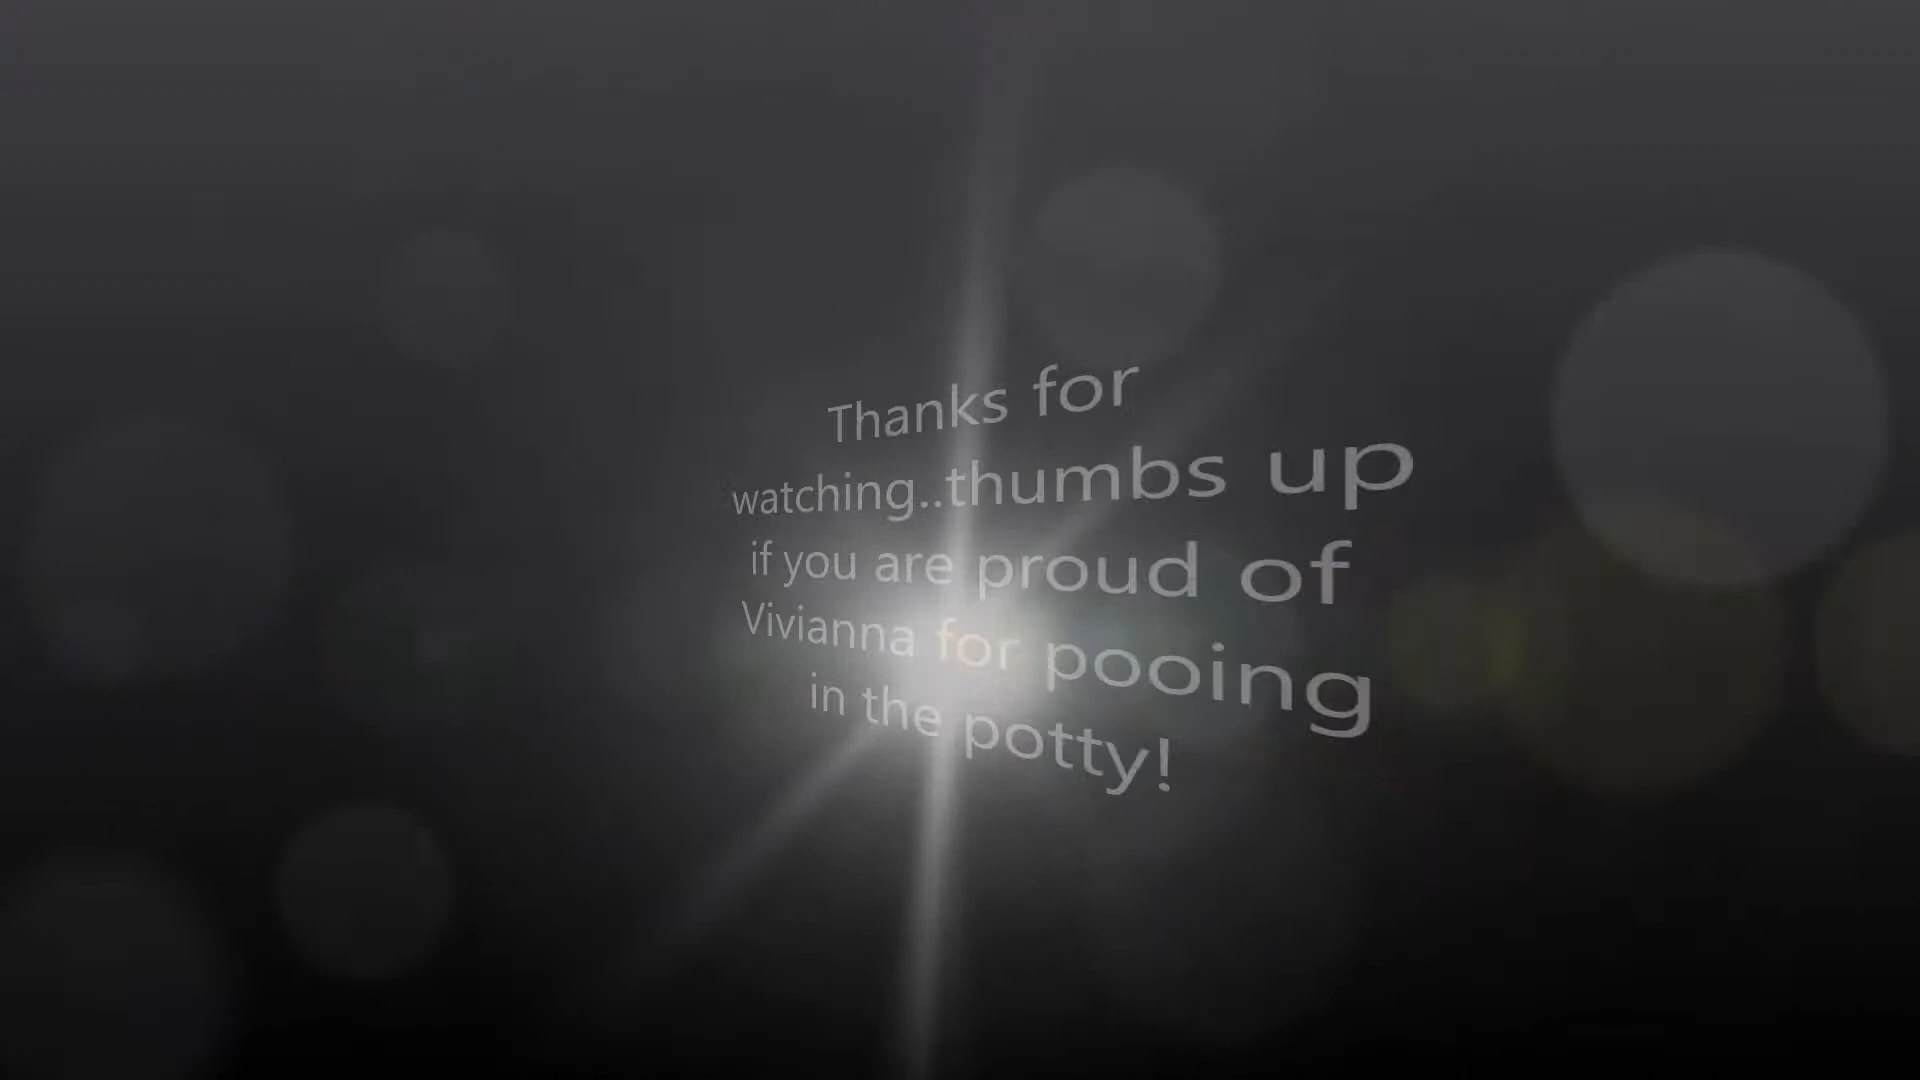 Thanks for
watching..thumbs up
if you are proud of
Vivianna for pooing
in the potty!